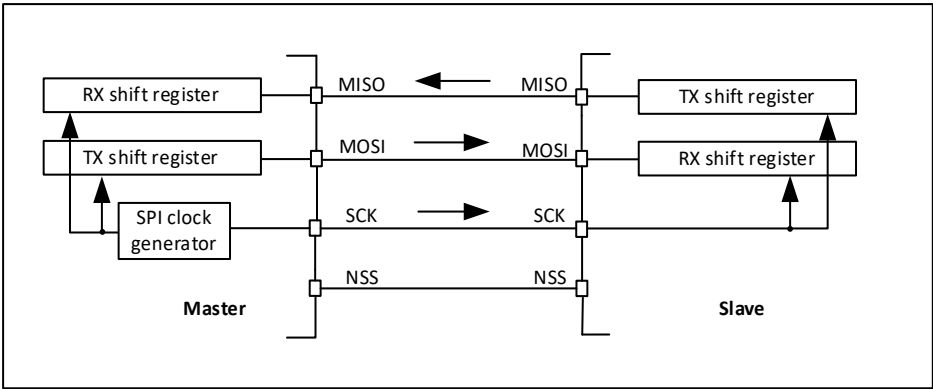 RX shift register
MISO
MISO
TX shift register
TX shift register
MOSI
MOSI
RX shift register
SPI clock
generator
SCK
SCK
NSS
NSS
Master
Slave